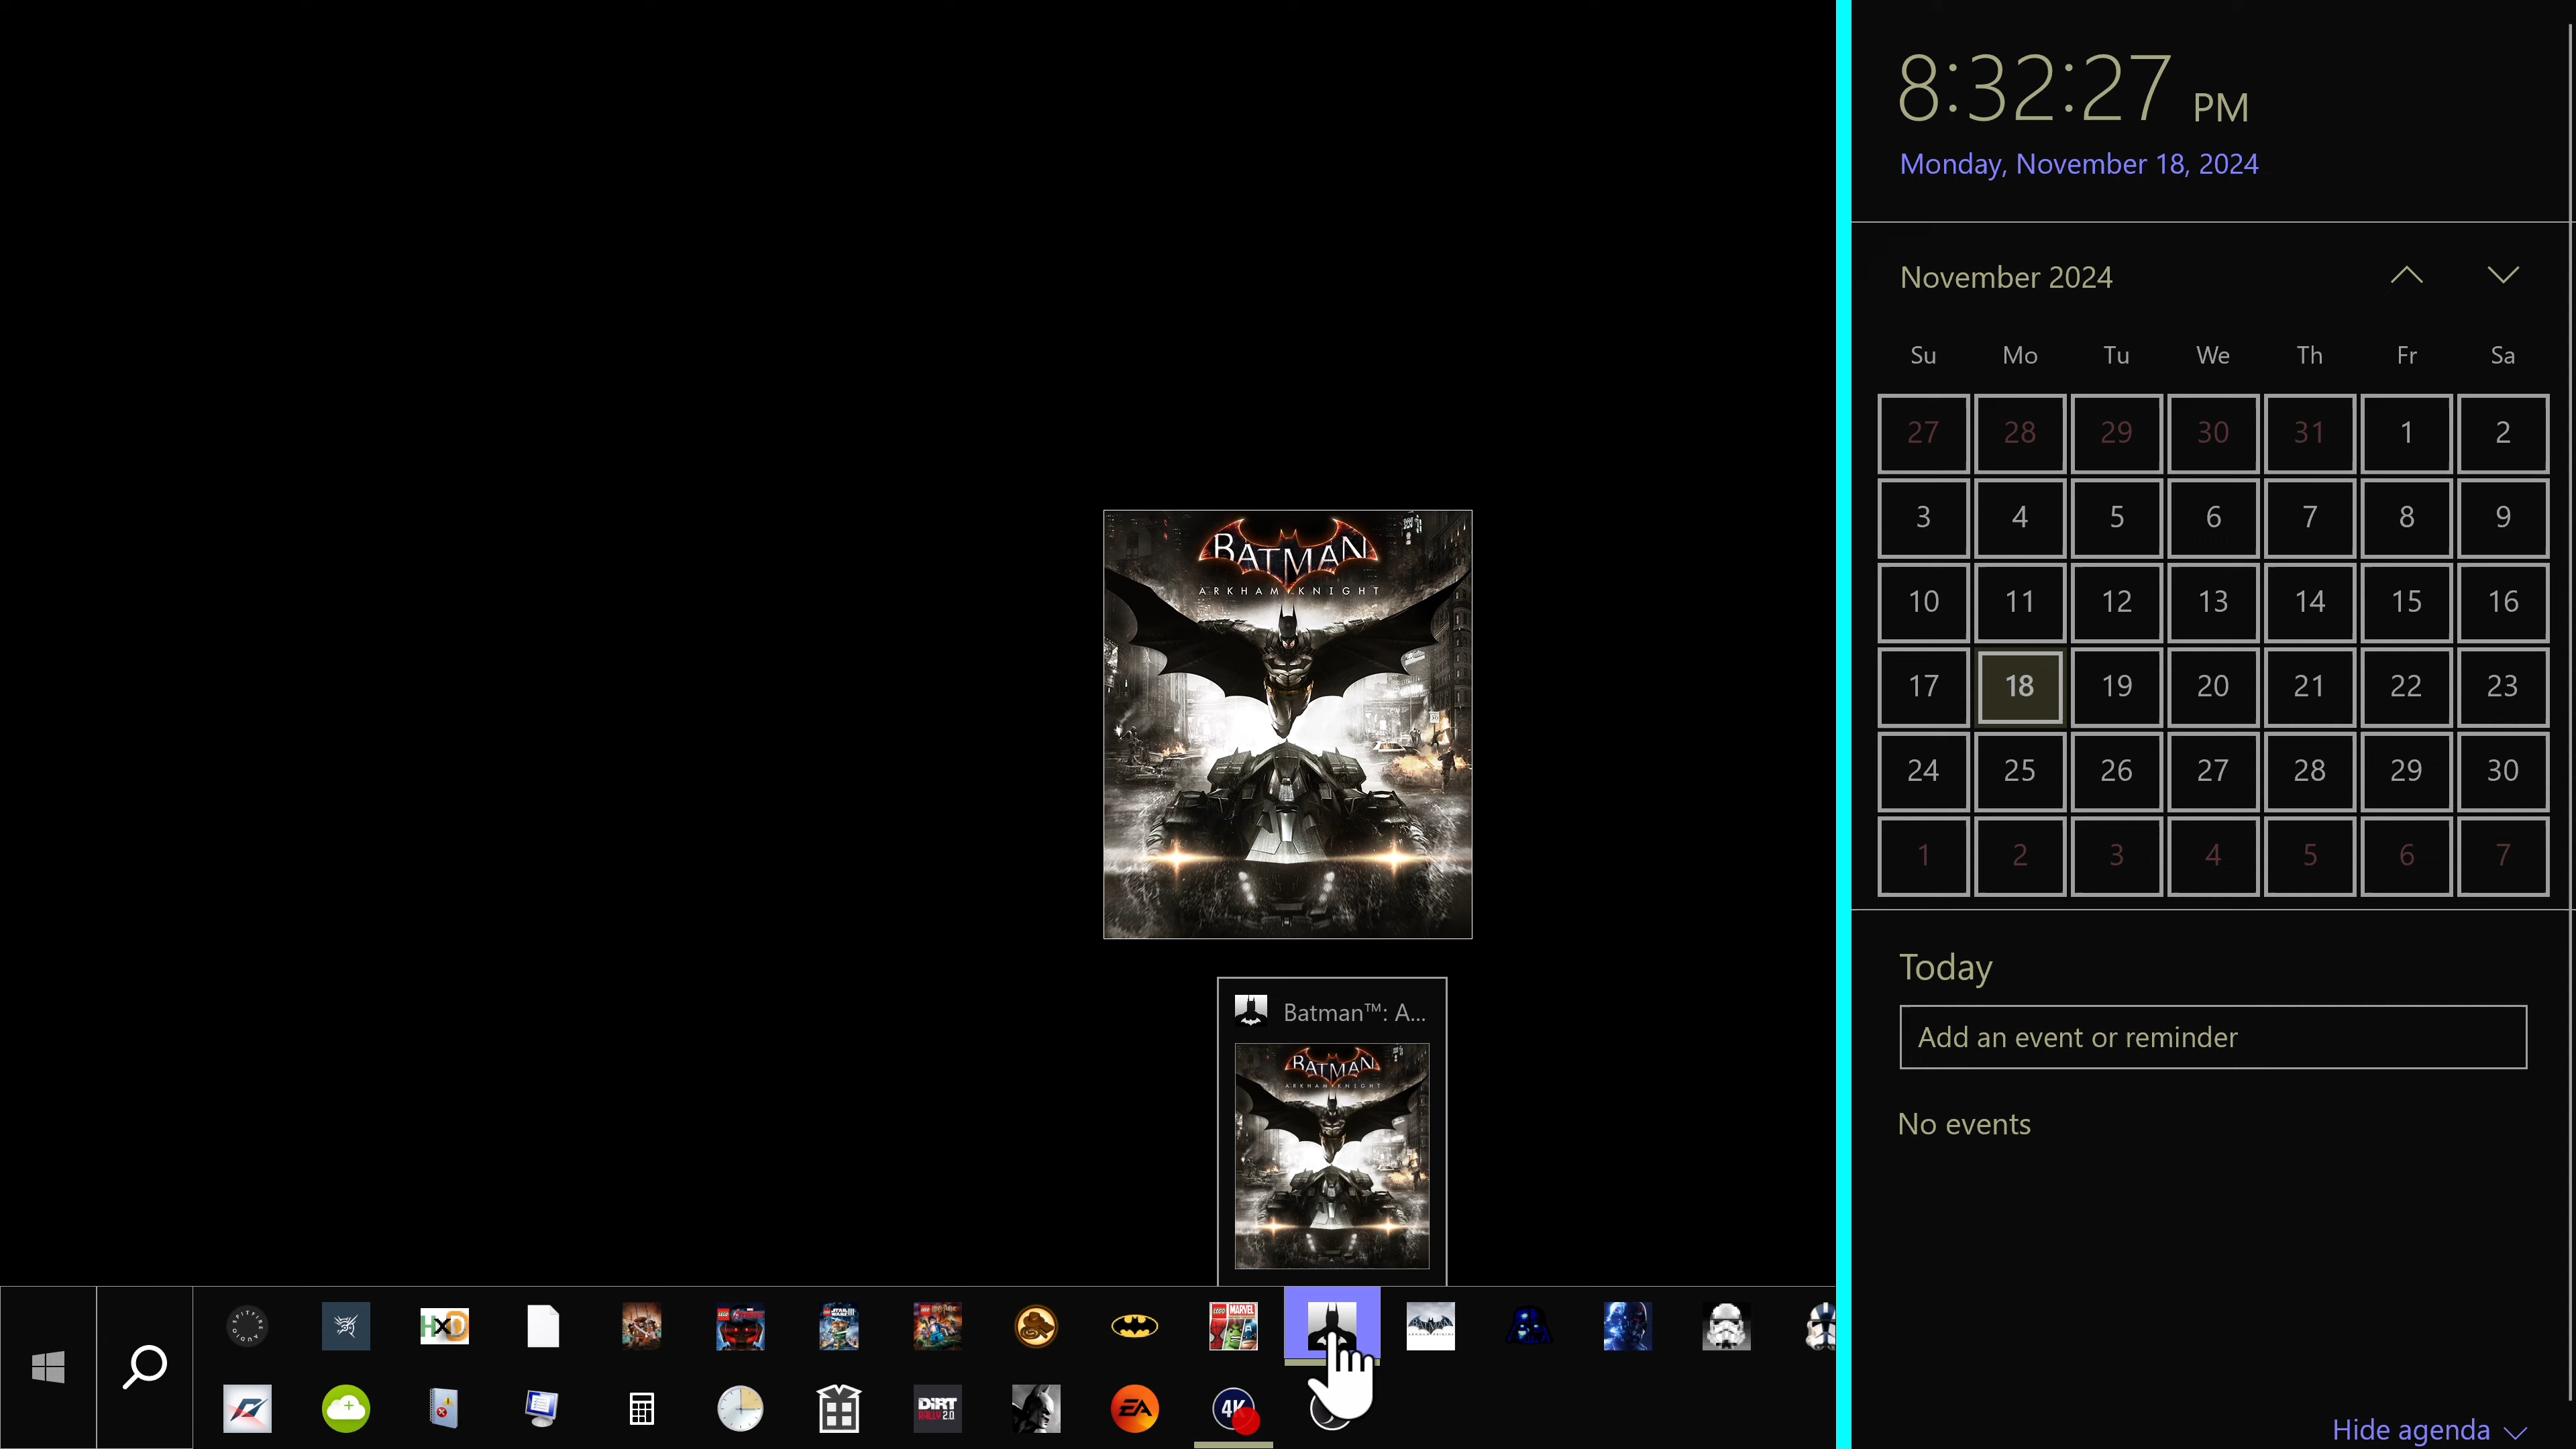 8:32:27 PM
Monday, November 18, 2024
November 2024
Su Mo Tu We Th Fr Sa
27 28 29 30 31 1 2
3 4 5 6 7 8 9
10 11 12 13 14 15 16
17 18 19 20 21 22 23
24 25 26 27 28 29 30
1 2 3 4 5 6 7
Today
Add an event or reminder
No events
Hide agenda
BATMAN
ARKHAM KNIGHT
Batman™: A...
BATMAN
ARKHAM KNIGHT
SPITFIRE AUDIO
HxD
LEGO
MARVEL
DiRT
RALLY 2.0
EA
4K